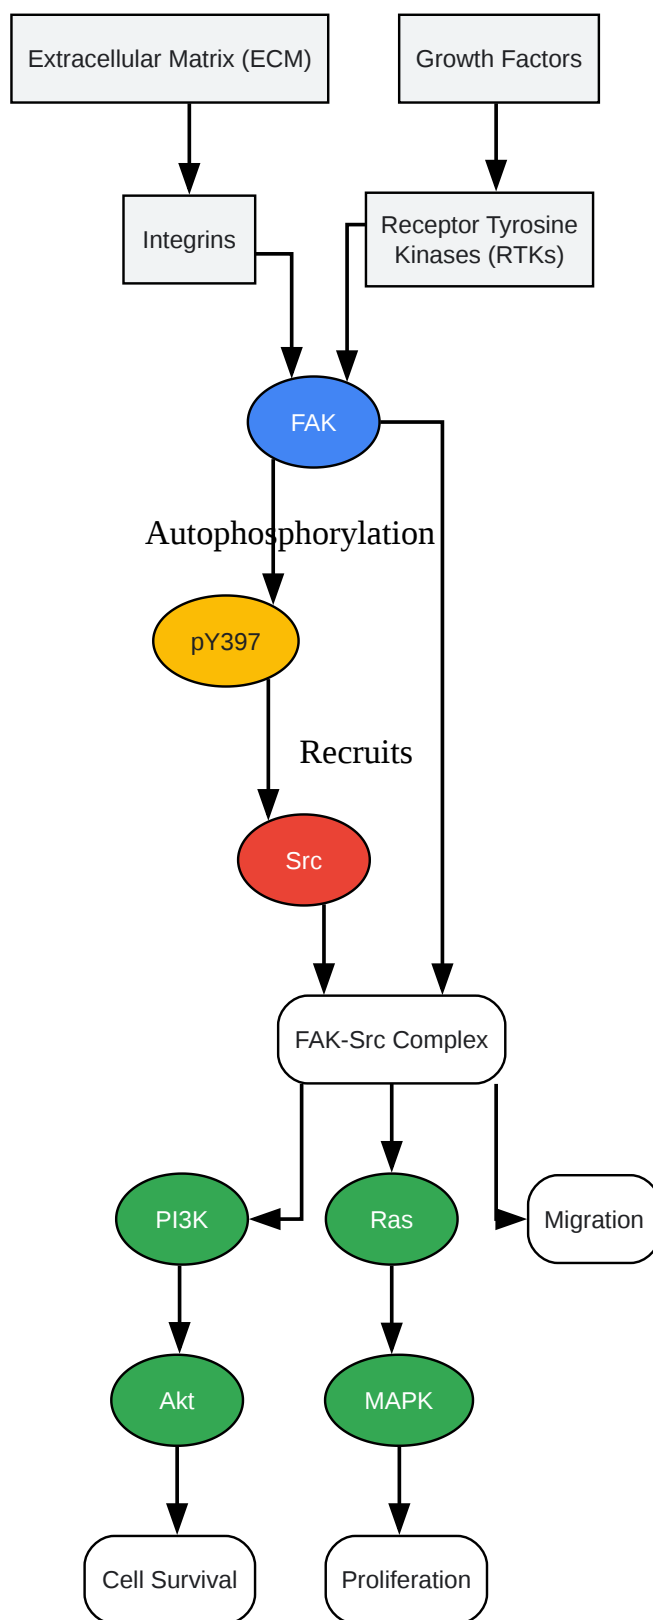 Extracellular Matrix (ECM)
Growth Factors
Integrins
Receptor Tyrosine
Kinases (RTKs)
FAK
Autophosphorylation
pY397
Recruits
Src
FAK-Src Complex
PI3K
Ras
Migration
Akt
MAPK
Cell Survival
Proliferation